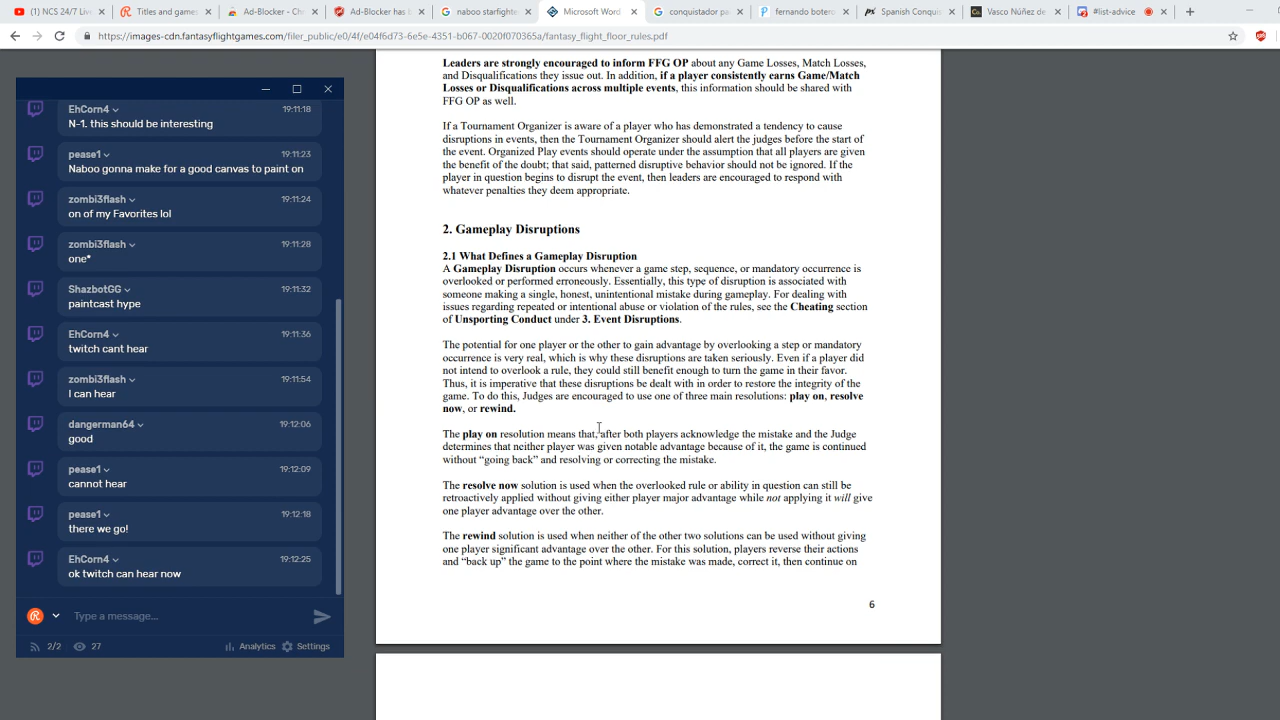 (1) NCS 24/7 Live
Titles and games
Ad-Blocker - Ch
Ad-Blocker has b
naboo starfighte
Microsoft Word
conquistador pa
fernando botero
Spanish Conqui
Vasco Núñez de
#list-advice
https://images-cdn.fantasyflightgames.com/filer_public/e0/4f/e04f6d73-6e5e-4351-b067-0020f070365a/fantasy_flight_floor_rules.pdf
EhCorn4 19:11:18
N-1. this should be interesting
pease1 19:11:23
Naboo gonna make for a good canvas to paint on
zombi3flash 19:11:24
on of my Favorites lol
zombi3flash 19:11:28
one*
ShazbotGG 19:11:32
paintcast hype
EhCorn4 19:11:36
twitch cant hear
zombi3flash 19:11:54
I can hear
dangerman64 19:12:06
good
pease1 19:12:09
cannot hear
pease1 19:12:18
there we go!
EhCorn4 19:12:25
ok twitch can hear now
Type a message...
2/2 27 Analytics Settings
Leaders are strongly encouraged to inform FFG OP about any Game Losses, Match Losses,
and Disqualifications they issue out. In addition, if a player consistently earns Game/Match
Losses or Disqualifications across multiple events, this information should be shared with
FFG OP as well.
If a Tournament Organizer is aware of a player who has demonstrated a tendency to cause
disruptions in events, then the Tournament Organizer should alert the judges before the start of
the event. Organized Play events should operate under the assumption that all players are given
the benefit of the doubt; that said, patterned disruptive behavior should not be ignored. If the
player in question begins to disrupt the event, then leaders are encouraged to respond with
whatever penalties they deem appropriate.
2. Gameplay Disruptions
2.1 What Defines a Gameplay Disruption
A Gameplay Disruption occurs whenever a game step, sequence, or mandatory occurrence is
overlooked or performed erroneously. Essentially, this type of disruption is associated with
someone making a single, honest, unintentional mistake during gameplay. For dealing with
issues regarding repeated or intentional abuse or violation of the rules, see the Cheating section
of Unsporting Conduct under 3. Event Disruptions.
The potential for one player or the other to gain advantage by overlooking a step or mandatory
occurrence is very real, which is why these disruptions are taken seriously. Even if a player did
not intend to overlook a rule, they could still benefit enough to turn the game in their favor.
Thus, it is imperative that these disruptions be dealt with in order to restore the integrity of the
game. To do this, Judges are encouraged to use one of three main resolutions: play on, resolve
now, or rewind.
The play on resolution means that, after both players acknowledge the mistake and the Judge
determines that neither player was given notable advantage because of it, the game is continued
without “going back” and resolving or correcting the mistake.
The resolve now solution is used when the overlooked rule or ability in question can still be
retroactively applied without giving either player major advantage while not applying it will give
one player advantage over the other.
The rewind solution is used when neither of the other two solutions can be used without giving
one player significant advantage over the other. For this solution, players reverse their actions
and “back up” the game to the point where the mistake was made, correct it, then continue on
6